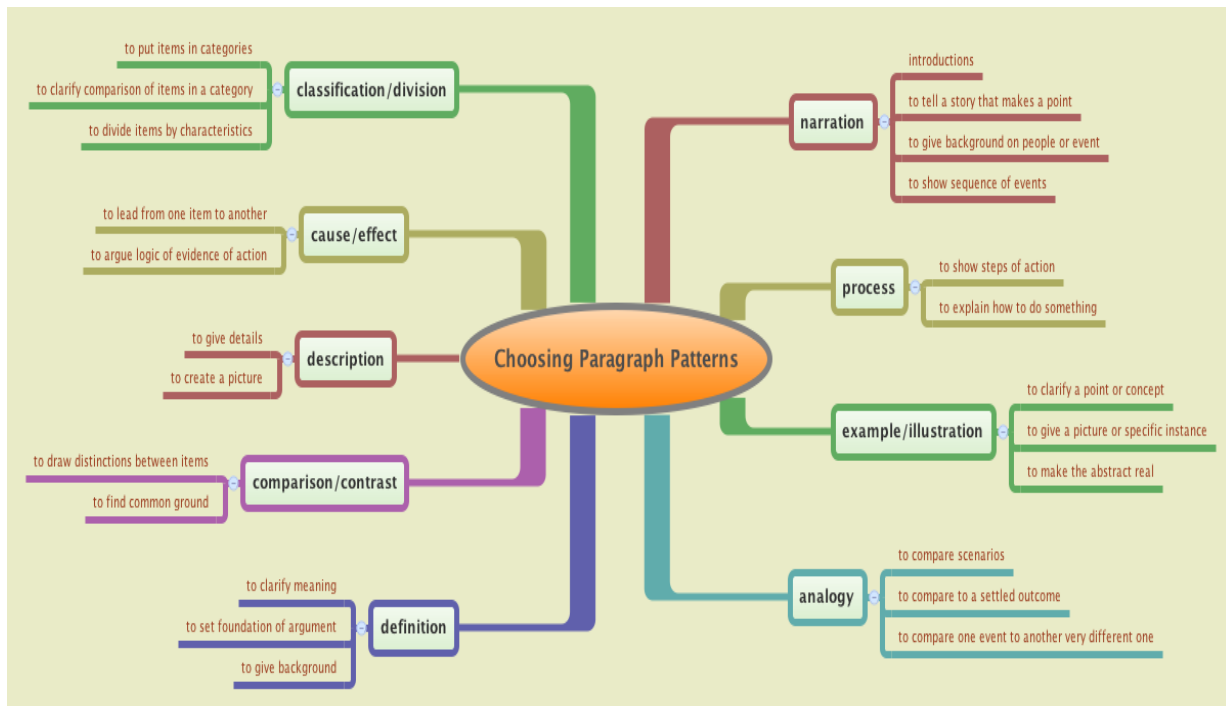 Choosing Paragraph Patterns
classification/division
to put items in categories
to clarify comparison of items in a category
to divide items by characteristics
cause/effect
to lead from one item to another
to argue logic of evidence of action
description
to give details
to create a picture
comparison/contrast
to draw distinctions between items
to find common ground
definition
to clarify meaning
to set foundation of argument
to give background
narration
introductions
to tell a story that makes a point
to give background on people or event
to show sequence of events
process
to show steps of action
to explain how to do something
example/illustration
to clarify a point or concept
to give a picture or specific instance
to make the abstract real
analogy
to compare scenarios
to compare to a settled outcome
to compare one event to another very different one